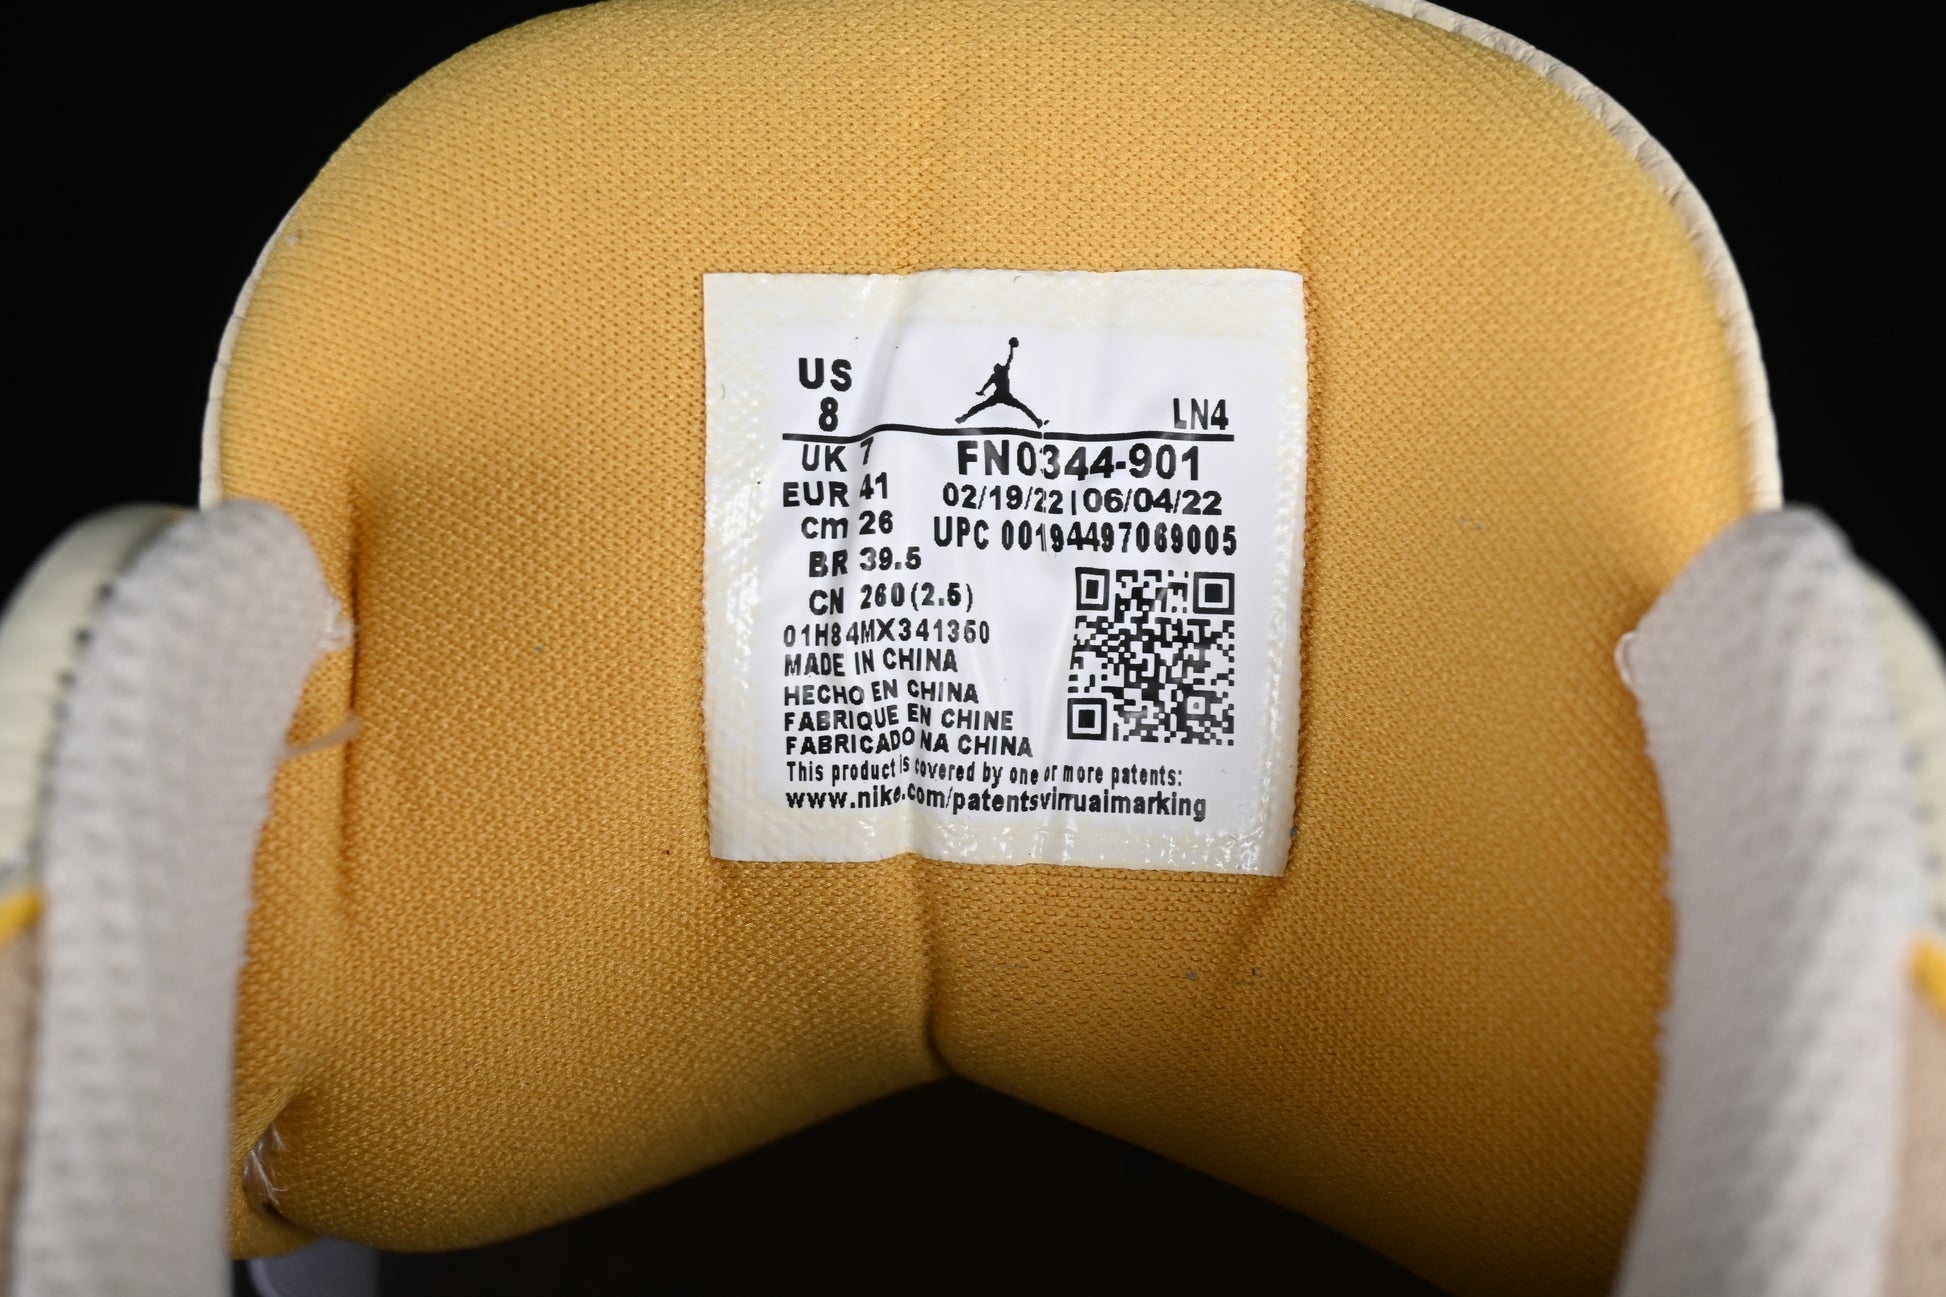 US
8
LN4
UK 7
FN0344-901
EUR 41
02/19/22 | 06/04/22
cm 26
UPC 00194497069005
BR 39.5
CN 260(2.5)
01H84MX341350
MADE IN CHINA
HECHO EN CHINA
FABRIQUE EN CHINE
FABRICADO NA CHINA
This product is covered by one or more patents:
www.nike.com/patentsvirruaimarking